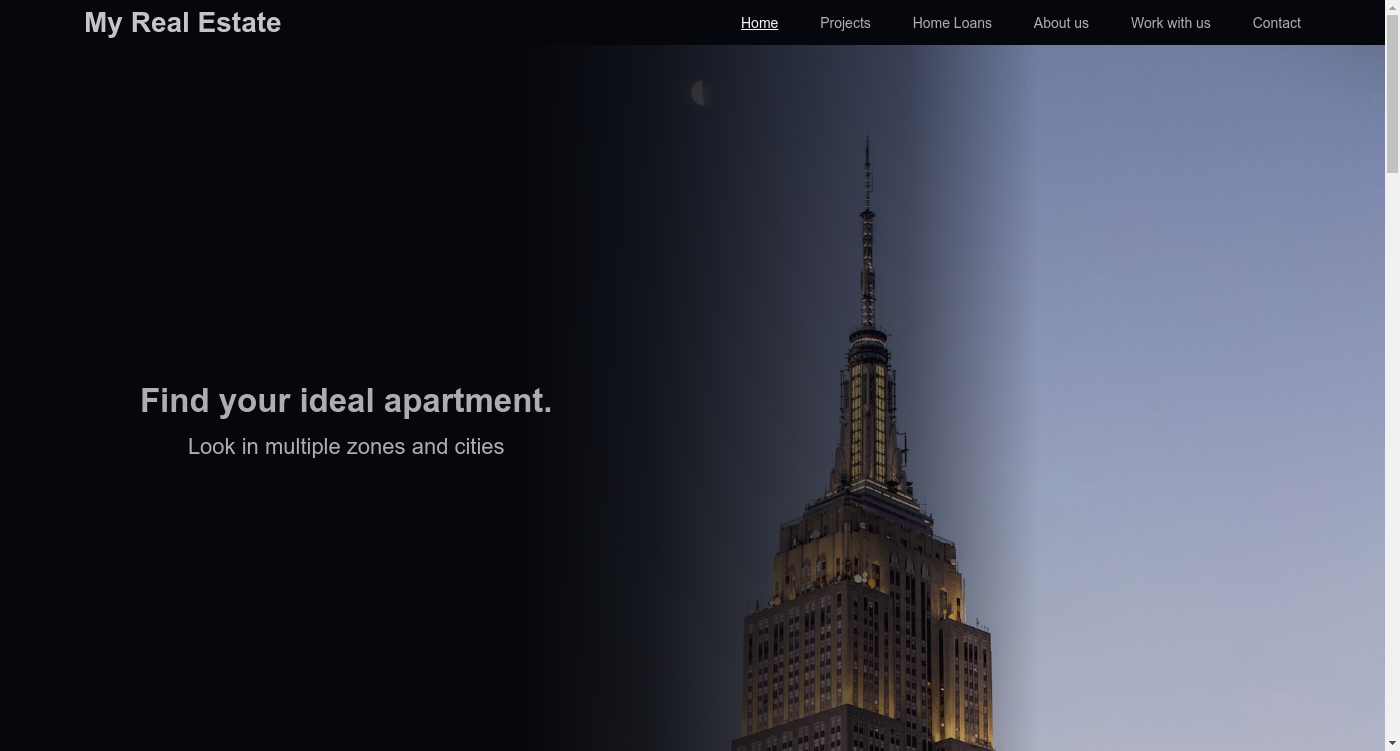 My Real Estate
Home Projects Home Loans About us Work with us Contact
Find your ideal apartment.
Look in multiple zones and cities